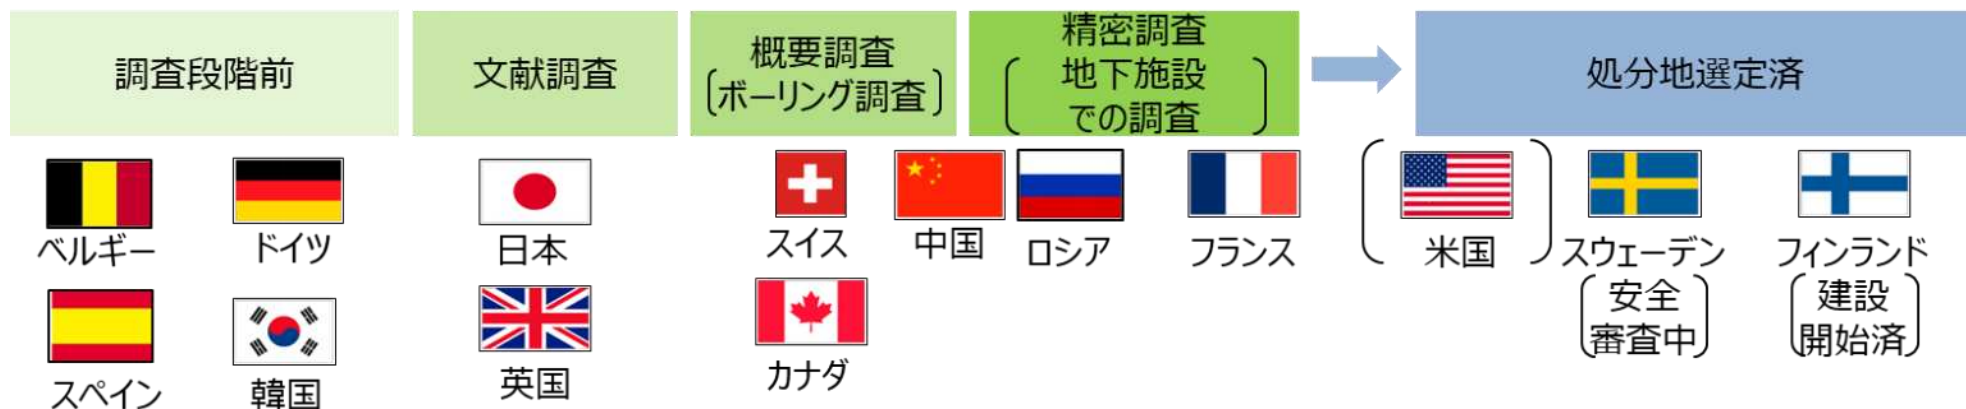 調査段階前
文献調査
概要調査
〔ボーリング調査〕
精密調査
地下施設
での調査
処分地選定済
ベルギー
ドイツ
日本
スイス
中国
ロシア
フランス
米国
スウェーデン
安全
審査中
フィンランド
建設
開始済
スペイン
韓国
英国
カナダ